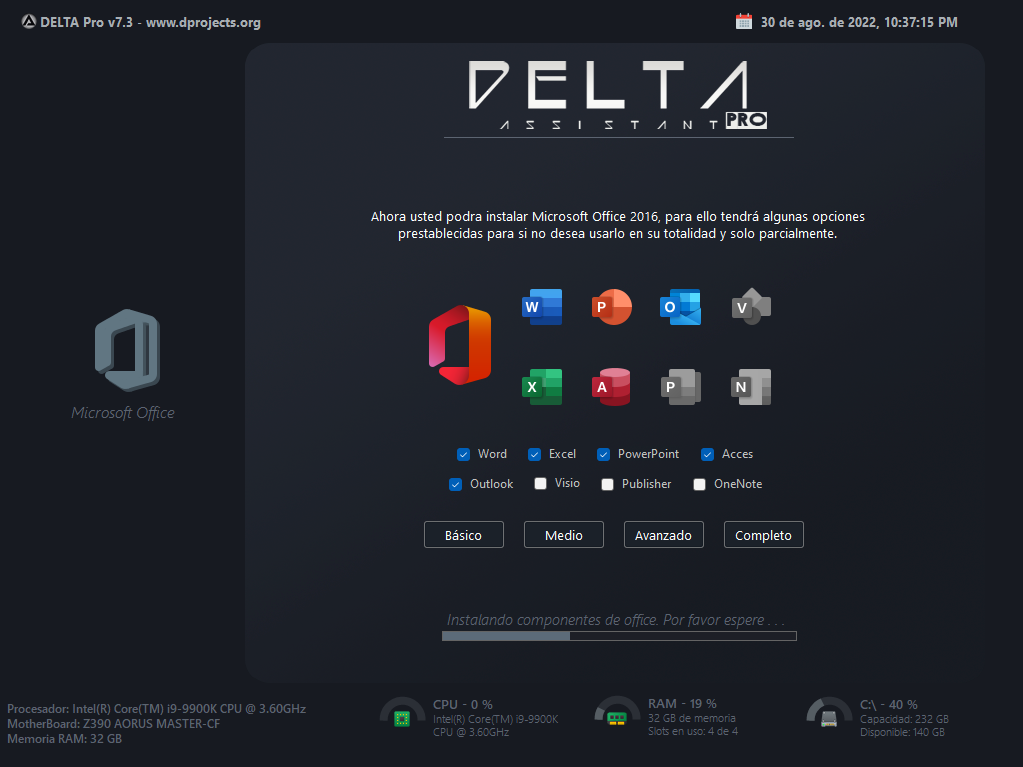 DELTA Pro v7.3 - www.dprojects.org
30 de ago. de 2022, 10:37:15 PM
DELTA
ASSISTANT PRO
Ahora usted podra instalar Microsoft Office 2016, para ello tendrá algunas opciones
prestablecidas para si no desea usarlo en su totalidad y solo parcialmente.
W P O V
X A P N
Microsoft Office
Word Excel PowerPoint Acces
Outlook Visio Publisher OneNote
Básico Medio Avanzado Completo
Instalando componentes de office. Por favor espere . . .
Procesador: Intel(R) Core(TM) i9-9900K CPU @ 3.60GHz
MotherBoard: Z390 AORUS MASTER-CF
Memoria RAM: 32 GB
CPU - 0 %
Intel(R) Core(TM) i9-9900K
CPU @ 3.60GHz
RAM - 19 %
32 GB de memoria
Slots en uso: 4 de 4
C:\ - 40 %
Capacidad: 232 GB
Disponible: 140 GB